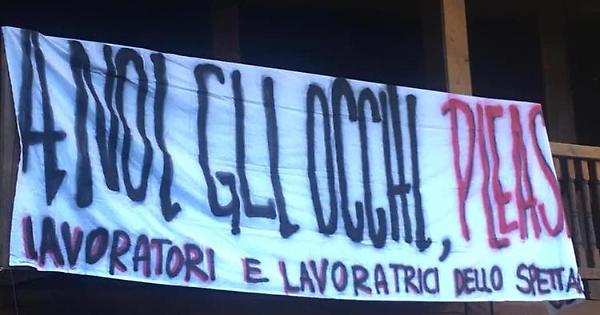 A NOI GLI OCCHI, PLEAS
LAVORATORI E LAVORATRICI DELLO SPETTA